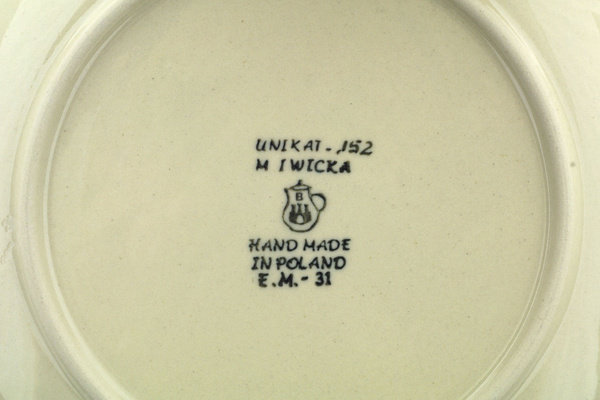 UNIKAT - 152
M IWICKA
B
HAND MADE
IN POLAND
E.M.- 31